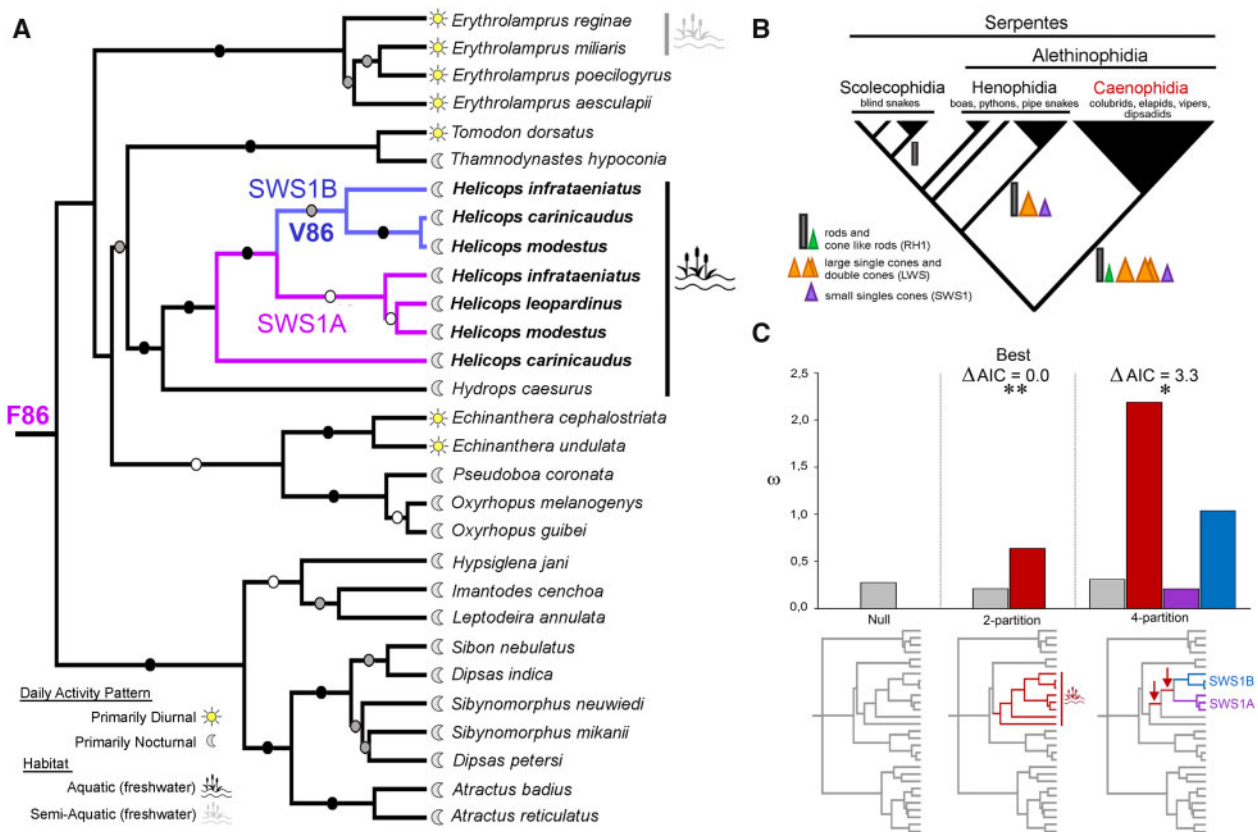 A
Erythrolamprus reginae
Erythrolamprus miliaris
Erythrolamprus poecilogyrus
Erythrolamprus aesculapii
Tomodon dorsatus
Thamnodynastes hypoconia
SWS1B
Helicops infrataeniatus
V86
Helicops carinicaudus
Helicops modestus
Helicops infrataeniatus
Helicops leopardinus
SWS1A
Helicops modestus
Helicops carinicaudus
Hydrops caesurus
F86
Echinanthera cephalostriata
Echinanthera undulata
Pseudoboa coronata
Oxyrhopus melanogenys
Oxyrhopus guibei
Hypsiglena jani
Imantodes cenchoa
Leptodeira annulata
Sibon nebulatus
Dipsas indica
Sibynomorphus neuwiedi
Sibynomorphus mikanii
Dipsas petersi
Atractus badius
Atractus reticulatus
Daily Activity Pattern
Primarily Diurnal
Primarily Nocturnal
Habitat
Aquatic (freshwater)
Semi-Aquatic (freshwater)
B
Serpentes
Alethinophidia
Scolecophidia
blind snakes
Henophidia
boas, pythons, pipe snakes
Caenophidia
colubrids, elapids, vipers,
dipsadids
rods and
cone like rods (RH1)
large single cones and
double cones (LWS)
small singles cones (SWS1)
C
Best
Δ AIC = 0.0
**
Δ AIC = 3.3
*
2,5
2,0
1,5
1,0
0,5
0,0
ω
Null
2-partition
4-partition
SWS1B
SWS1A